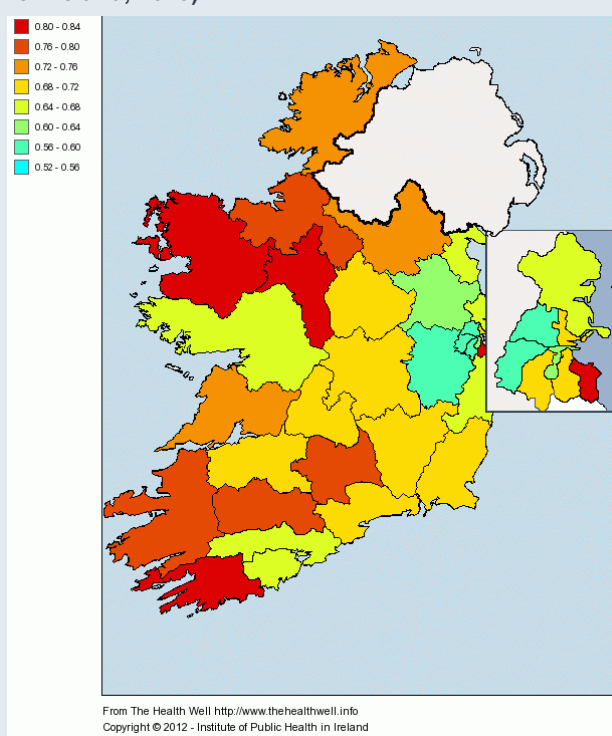 0.80 - 0.84
0.76 - 0.80
0.72 - 0.76
0.68 - 0.72
0.64 - 0.68
0.60 - 0.64
0.56 - 0.60
0.52 - 0.56
From The Health Well http://www.thehealthwell.info
Copyright © 2012 - Institute of Public Health in Ireland